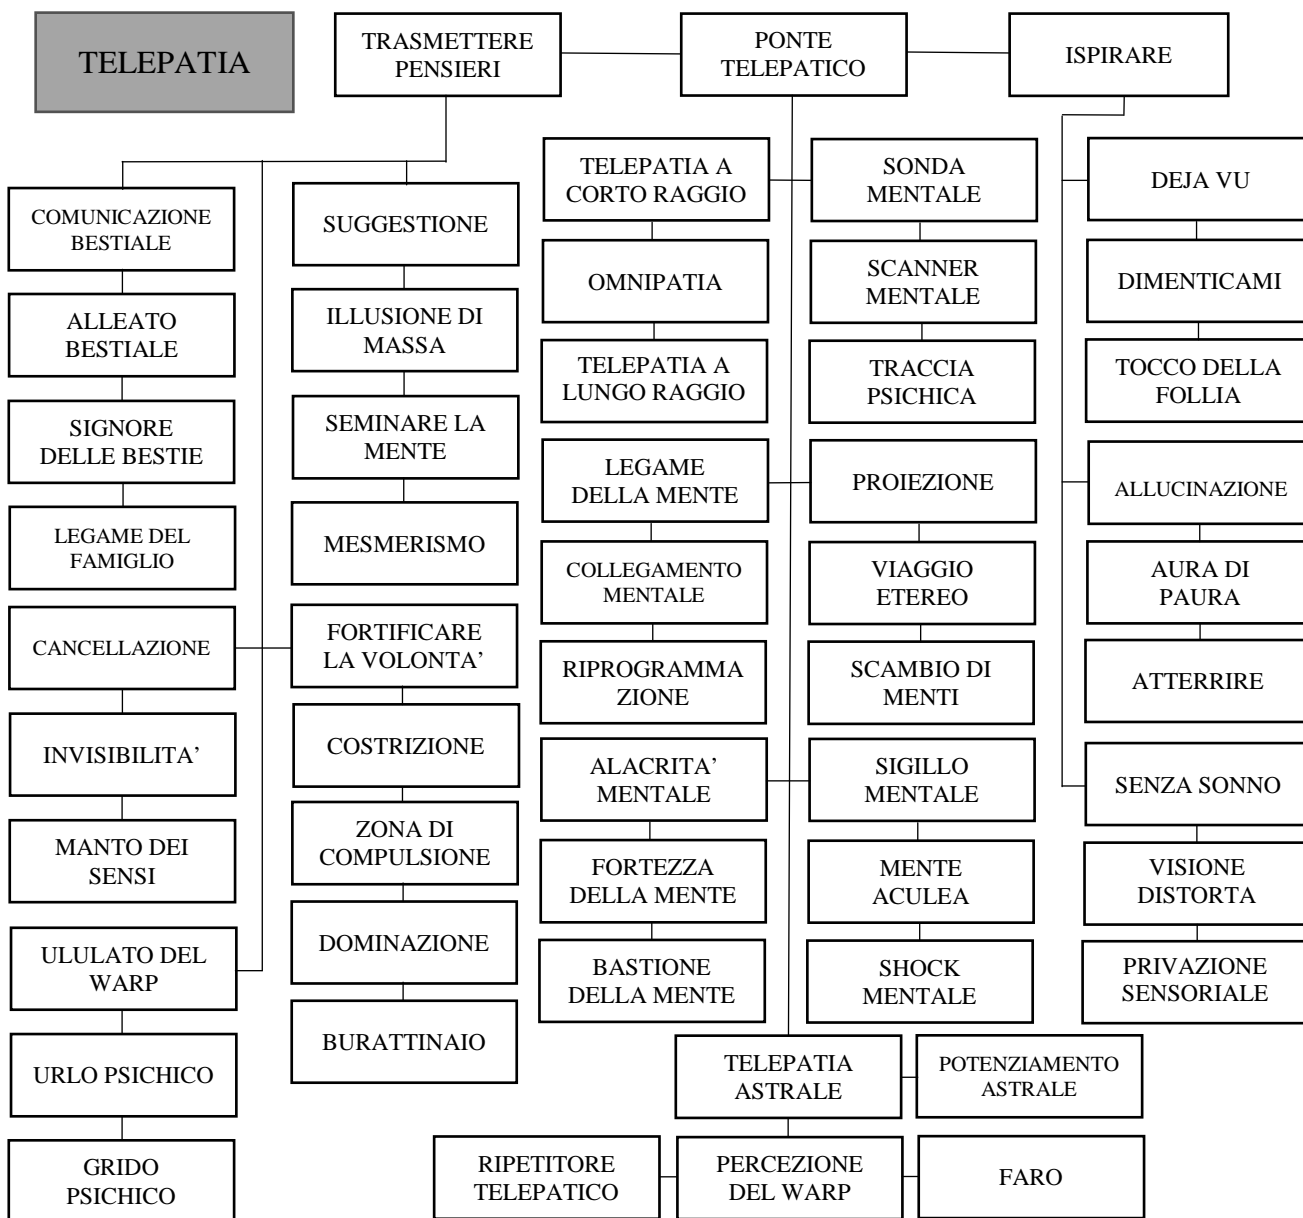 TELEPATIA
TRASMETTERE
PENSIERI
PONTE
TELEPATICO
ISPIRARE
COMUNICAZIONE
BESTIALE
ALLEATO
BESTIALE
SIGNORE
DELLE BESTIE
LEGAME DEL
FAMIGLIO
CANCELLAZIONE
INVISIBILITA’
MANTO DEI
SENSI
ULULATO DEL
WARP
URLO PSICHICO
GRIDO
PSICHICO
SUGGESTIONE
ILLUSIONE DI
MASSA
SEMINARE LA
MENTE
MESMERISMO
FORTIFICARE
LA VOLONTA’
COSTRIZIONE
ZONA DI
COMPULSIONE
DOMINAZIONE
BURATTINAIO
TELEPATIA A
CORTO RAGGIO
OMNIPATIA
TELEPATIA A
LUNGO RAGGIO
LEGAME
DELLA MENTE
COLLEGAMENTO
MENTALE
RIPROGRAMMA
ZIONE
ALACRITA’
MENTALE
FORTEZZA
DELLA MENTE
BASTIONE
DELLA MENTE
SONDA
MENTALE
SCANNER
MENTALE
TRACCIA
PSICHICA
PROIEZIONE
VIAGGIO
ETEREO
SCAMBIO DI
MENTI
SIGILLO
MENTALE
MENTE
ACULEA
SHOCK
MENTALE
DEJA VU
DIMENTICAMI
TOCCO DELLA
FOLLIA
ALLUCINAZIONE
AURA DI
PAURA
ATTERRIRE
SENZA SONNO
VISIONE
DISTORTA
PRIVAZIONE
SENSORIALE
TELEPATIA
ASTRALE
POTENZIAMENTO
ASTRALE
RIPETITORE
TELEPATICO
PERCEZIONE
DEL WARP
FARO